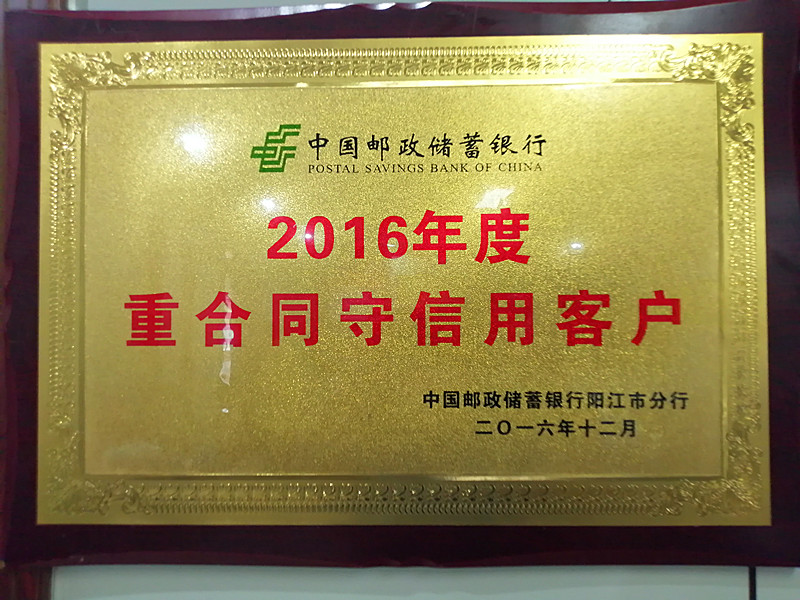 中国邮政储蓄银行
POSTAL SAVINGS BANK OF CHINA
2016年度
重合同守信用客户
中国邮政储蓄银行阳江市分行
二〇一六年十二月